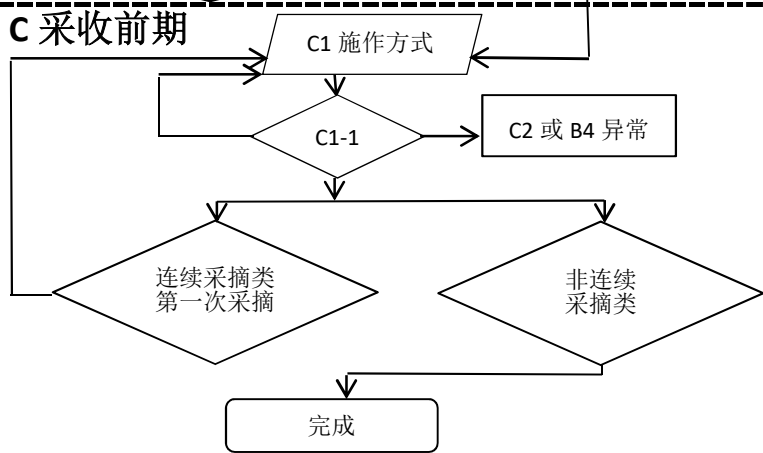 C 采收前期
C1 施作方式
C1-1
C2 或 B4 异常
连续采摘类
第一次采摘
非连续
采摘类
完成